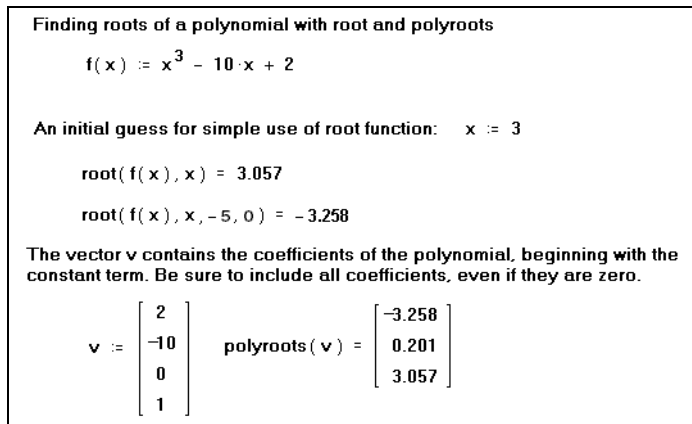 Finding roots of a polynomial with root and polyroots
f( x ) := x³ - 10·x + 2
An initial guess for simple use of root function: x := 3
root( f( x ) , x ) = 3.057
root( f( x ) , x , -5, 0 ) = -3.258
The vector v contains the coefficients of the polynomial, beginning with the
constant term. Be sure to include all coefficients, even if they are zero.
v := [ 2 -10 0 1 ] polyroots( v ) = [ -3.258 0.201 3.057 ]